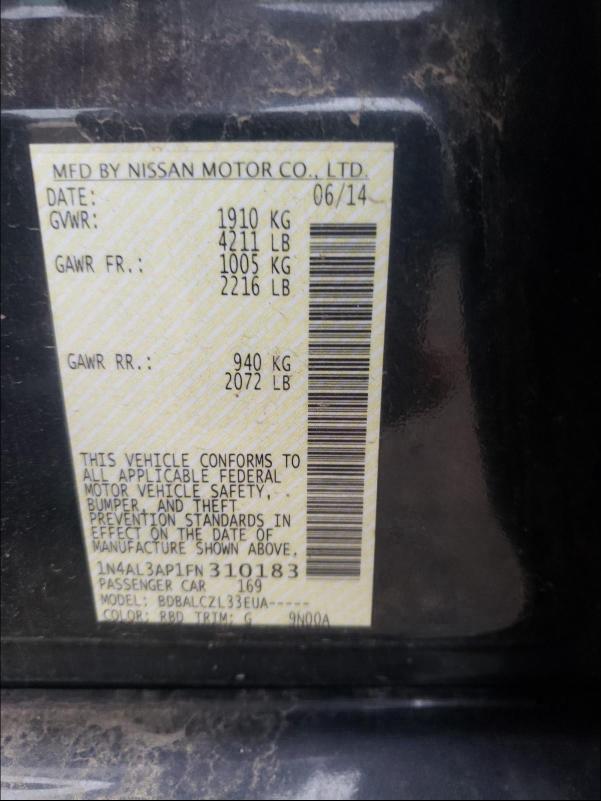 MFD BY NISSAN MOTOR CO., LTD.
DATE: 06/14
GVWR: 1910 KG
4211 LB
GAWR FR.: 1005 KG
2216 LB
GAWR RR.: 940 KG
2072 LB
THIS VEHICLE CONFORMS TO
ALL APPLICABLE FEDERAL
MOTOR VEHICLE SAFETY,
BUMPER, AND THEFT
PREVENTION STANDARDS IN
EFFECT ON THE DATE OF
MANUFACTURE SHOWN ABOVE.
1N4AL3AP1FN310183
PASSENGER CAR 169
MODEL: BDBALCZL33EUA-----
COLOR: RBD TRIM: G 9N00A